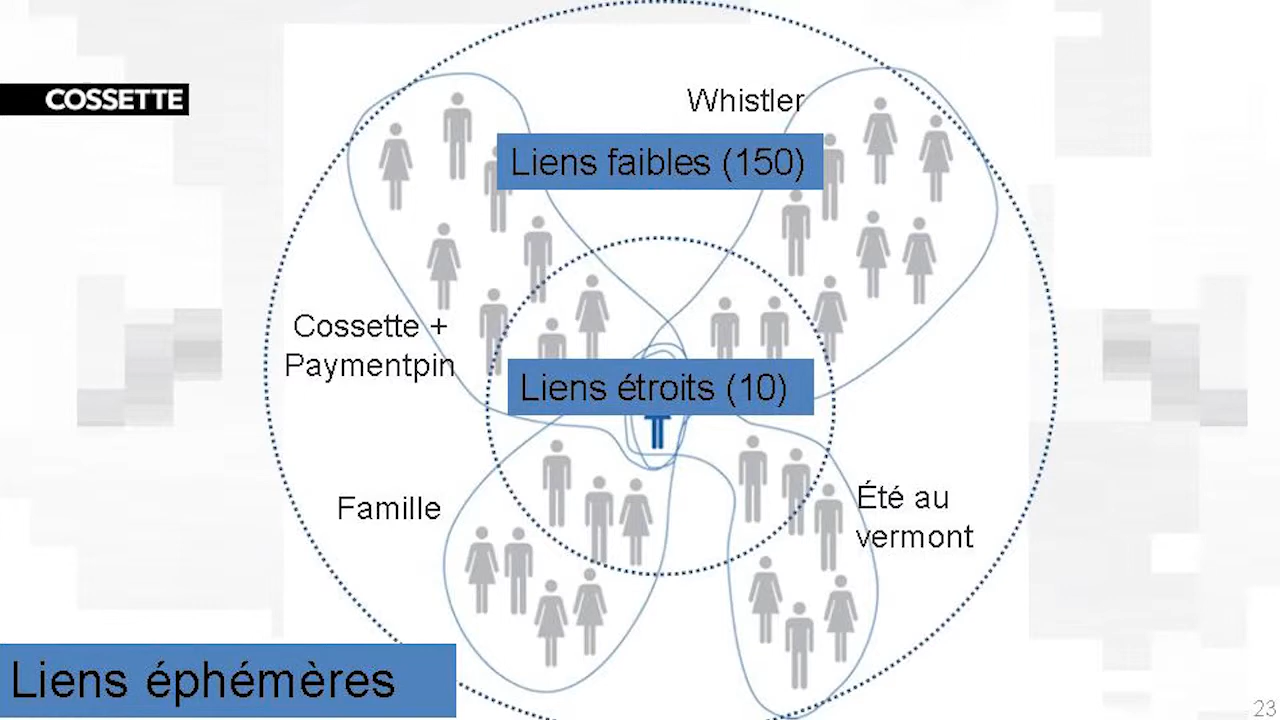 COSSETTE
Whistler
Liens faibles (150)
Cossette +
Paymentpin
Liens étroits (10)
Famille
Été au
vermont
Liens éphémères
23